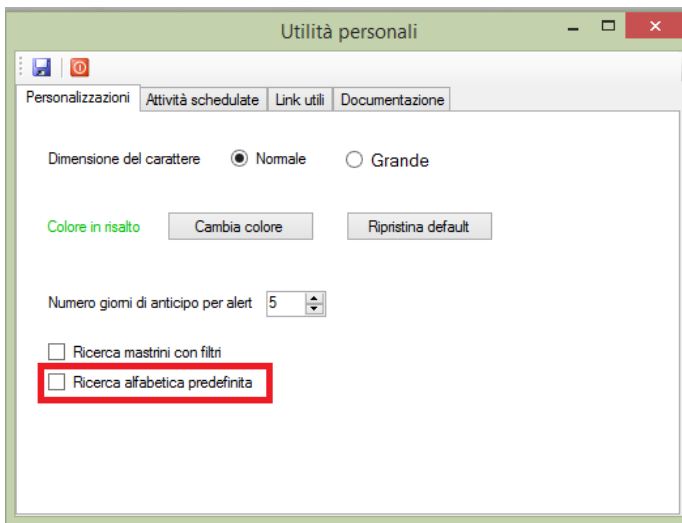 Utilità personali
Personalizzazioni Attività schedulate Link utili Documentazione
Dimensione del carattere Normale Grande
Colore in risalto Cambia colore Ripristina default
Numero giorni di anticipo per alert 5
Ricerca mastrini con filtri
Ricerca alfabetica predefinita